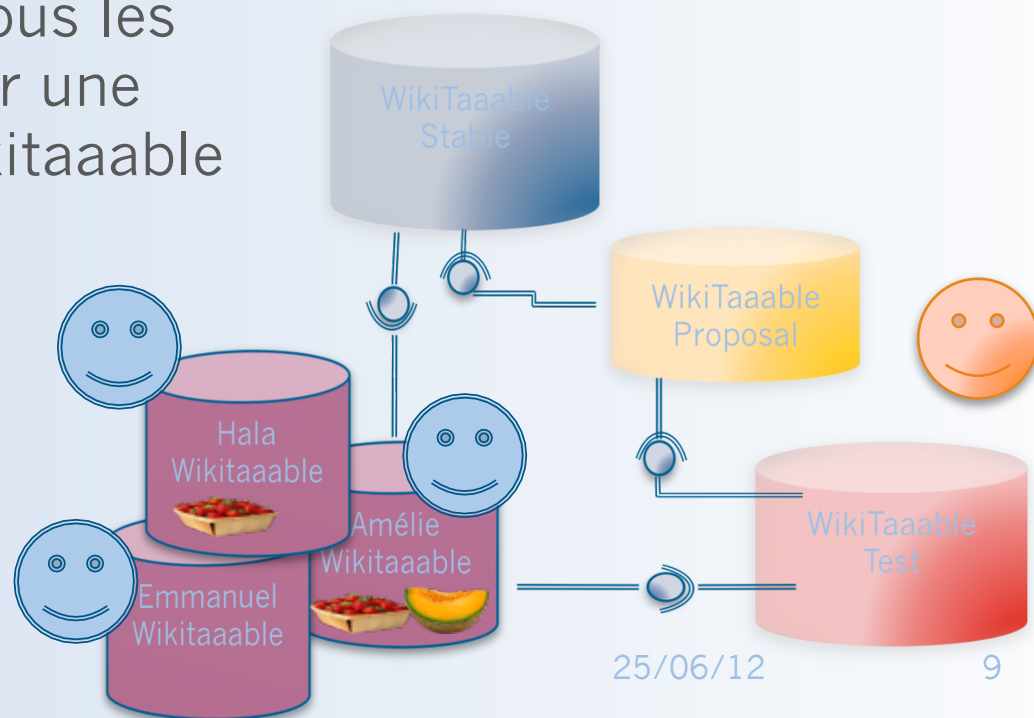 ous les
r une
kitaaable
WikiTaaable
Stable
WikiTaaable
Proposal
Hala
Wikitaaable
Amélie
Wikitaaable
WikiTaaable
Test
Emmanuel
Wikitaaable
25/06/12
9